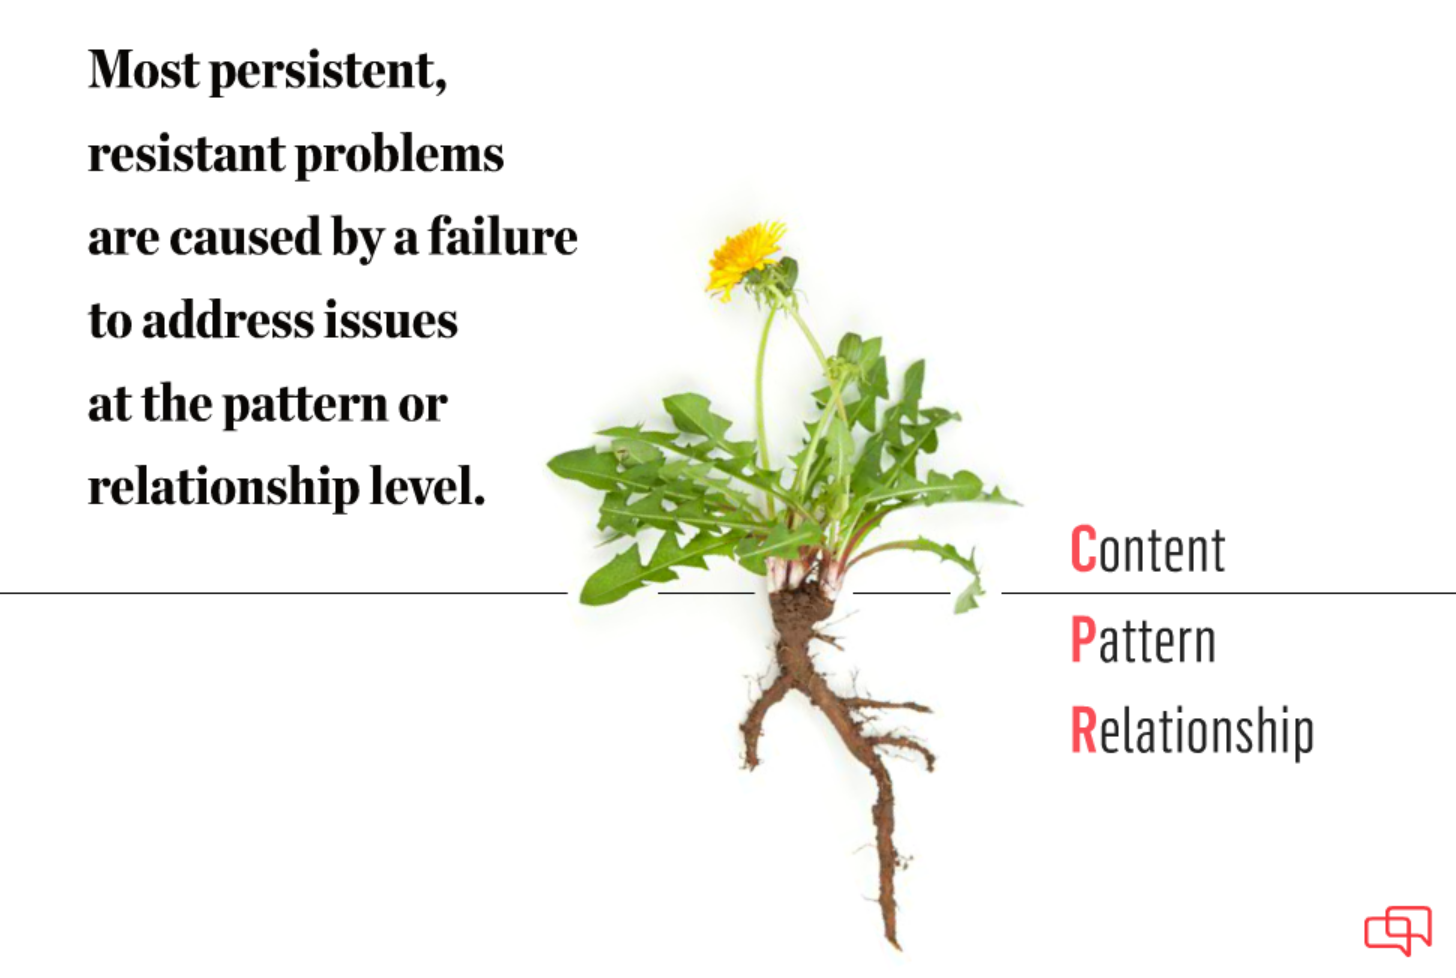 Most persistent,
resistant problems
are caused by a failure
to address issues
at the pattern or
relationship level.
Content
Pattern
Relationship